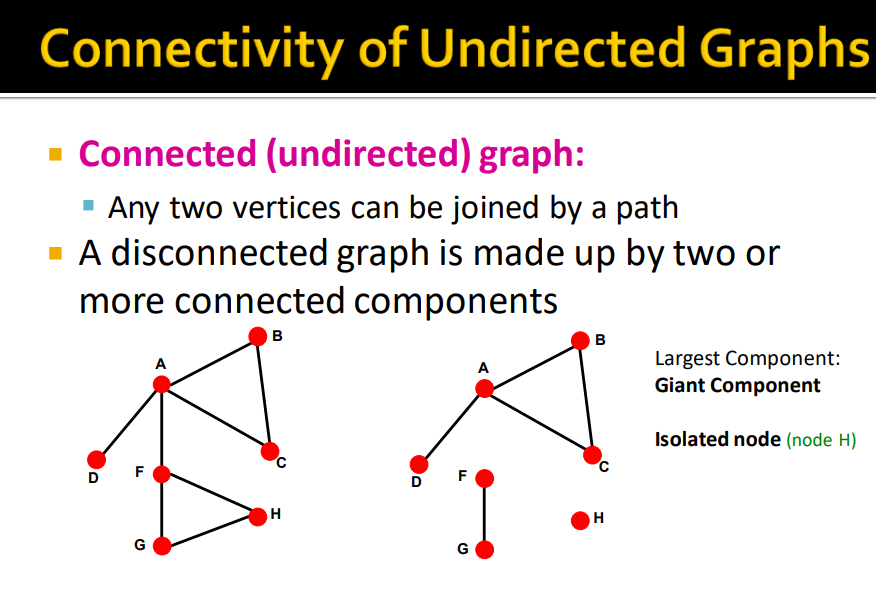 Connectivity of Undirected Graphs
Connected (undirected) graph:
Any two vertices can be joined by a path
A disconnected graph is made up by two or
more connected components
B
A
C
D
F
H
G
B
A
C
D
F
H
G
Largest Component:
Giant Component
Isolated node (node H)